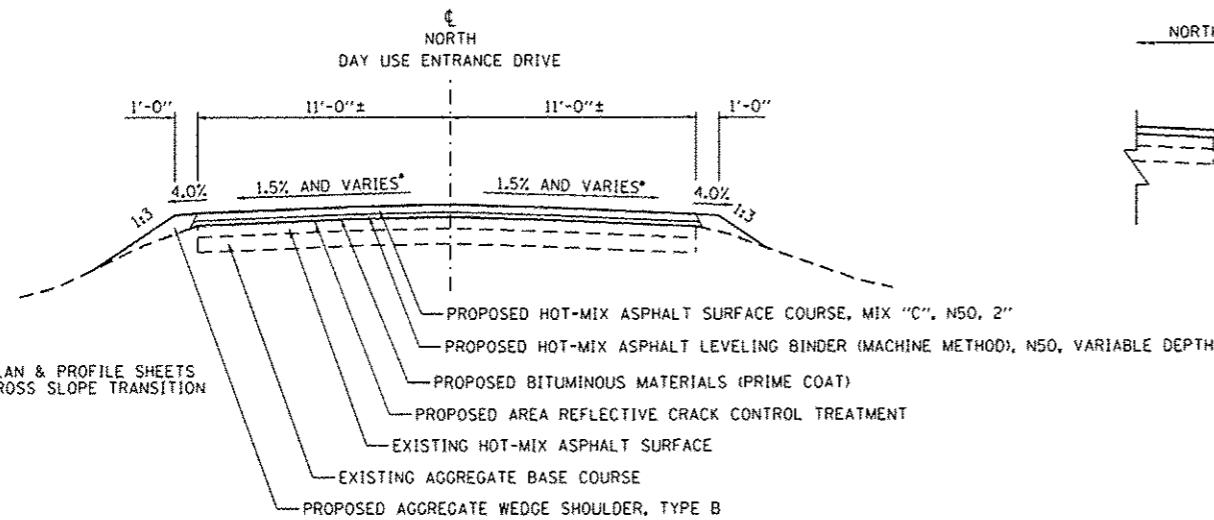 ℄
NORTH
DAY USE ENTRANCE DRIVE
NORTH
1'-0" 11'-0"± 11'-0"± 1'-0"
4.0% 1.5% AND VARIES* 1.5% AND VARIES* 4.0%
1:3 1:3
PROPOSED HOT-MIX ASPHALT SURFACE COURSE, MIX "C", N50, 2"
PROPOSED HOT-MIX ASPHALT LEVELING BINDER (MACHINE METHOD), N50, VARIABLE DEPTH
LAN & PROFILE SHEETS
ROSS SLOPE TRANSITION
PROPOSED BITUMINOUS MATERIALS (PRIME COAT)
PROPOSED AREA REFLECTIVE CRACK CONTROL TREATMENT
EXISTING HOT-MIX ASPHALT SURFACE
EXISTING AGGREGATE BASE COURSE
PROPOSED AGGREGATE WEDGE SHOULDER, TYPE B